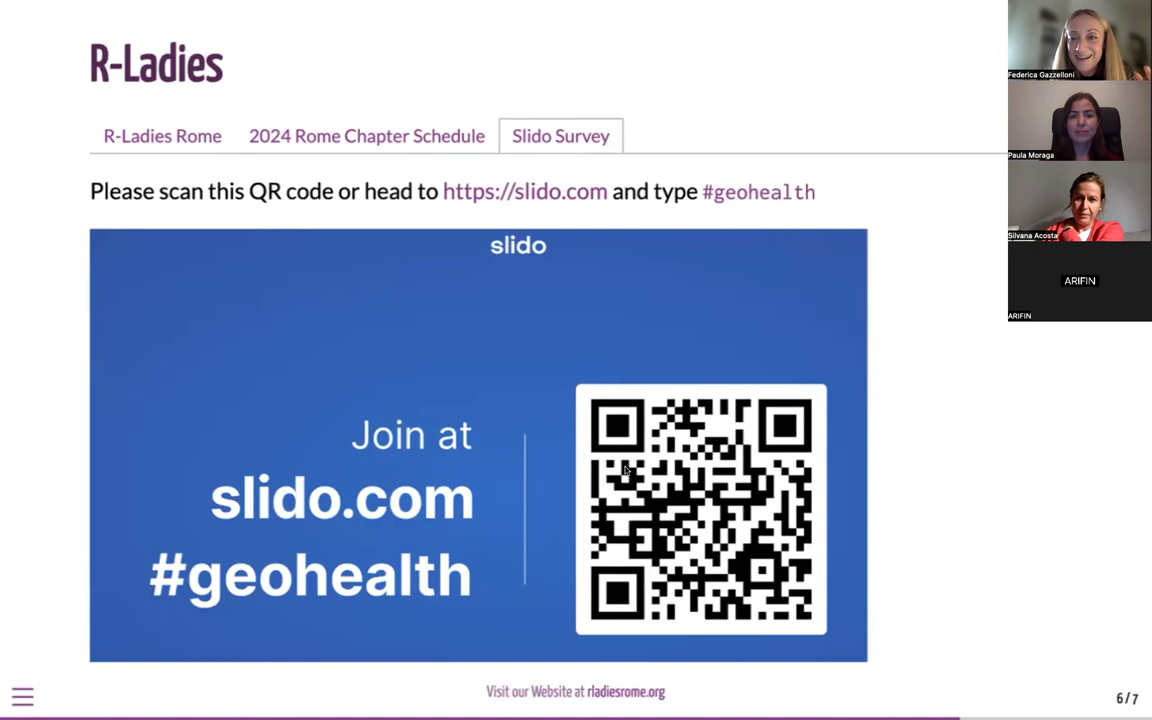 R-Ladies
R-Ladies Rome
2024 Rome Chapter Schedule
Slido Survey
Please scan this QR code or head to https://slido.com and type #geohealth
slido
Join at
slido.com
#geohealth
Visit our Website at rladiesrome.org
6/7
Federica Gazzelloni
Paula Moraga
Silvana Acosta
ARIFIN
ARIFIN